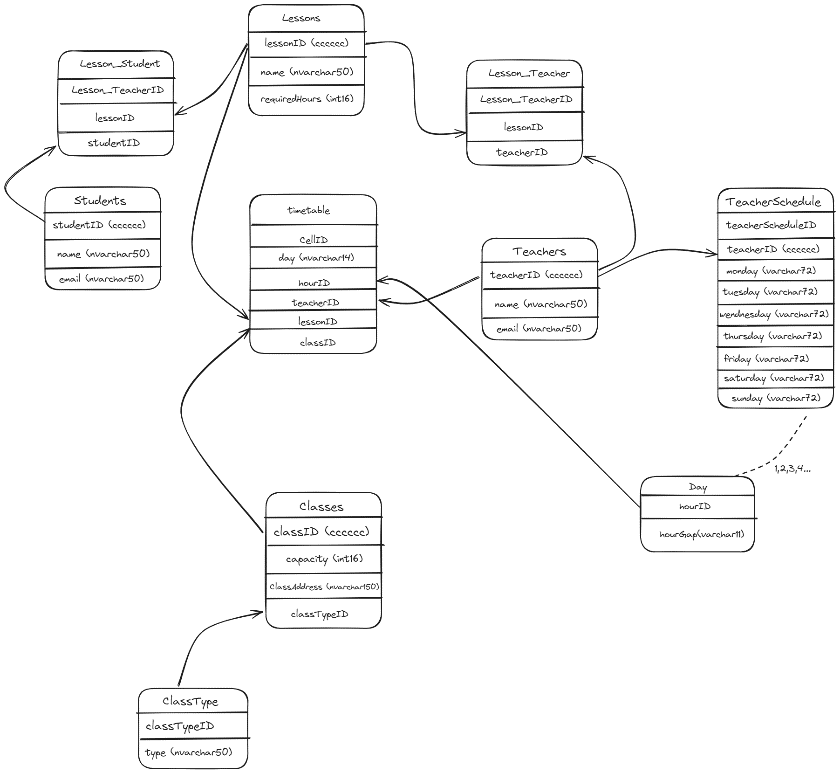 Lessons
lessonID (cccccc)
name (nvarchar50)
requiredHours (int16)
Lesson_Student
Lesson_TeacherID
lessonID
studentID
Lesson_Teacher
Lesson_TeacherID
lessonID
teacherID
Students
studentID (cccccc)
name (nvarchar50)
email (nvarchar50)
timetable
CellID
day (nvarchar14)
hourID
teacherID
lessonID
classID
Teachers
teacherID (cccccc)
name (nvarchar50)
email (nvarchar50)
TeacherSchedule
teacherScheduleID
teacherID (cccccc)
monday (varchar72)
tuesday (varchar72)
wendnesday (varchar72)
thursday (varchar72)
friday (varchar72)
saturday (varchar72)
sunday (varchar72)
1,2,3,4...
Day
hourID
hourGap(varchar11)
Classes
classID (cccccc)
capacity (int16)
ClassAddress (nvarchar150)
classTypeID
ClassType
classTypeID
type (nvarchar50)